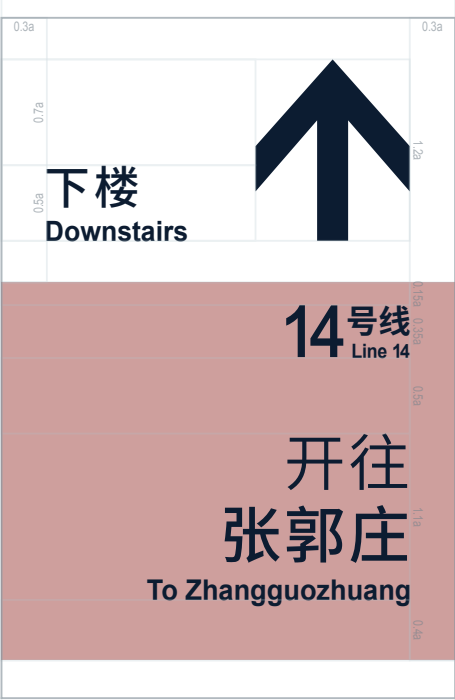 0.3a
0.3a
0.7a
1.2a
0.5a
下楼
Downstairs
0.15a
14号线
0.35a
Line 14
0.5a
开往
张郭庄
1.1a
To Zhangguozhuang
0.4a